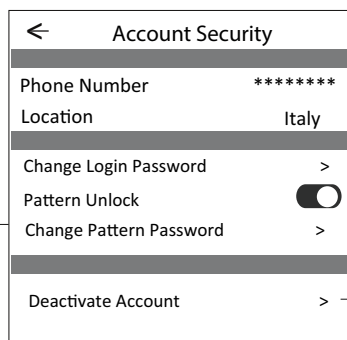 ← Account Security
Phone Number ********
Location Italy
Change Login Password >
Pattern Unlock
Change Pattern Password >
Deactivate Account >